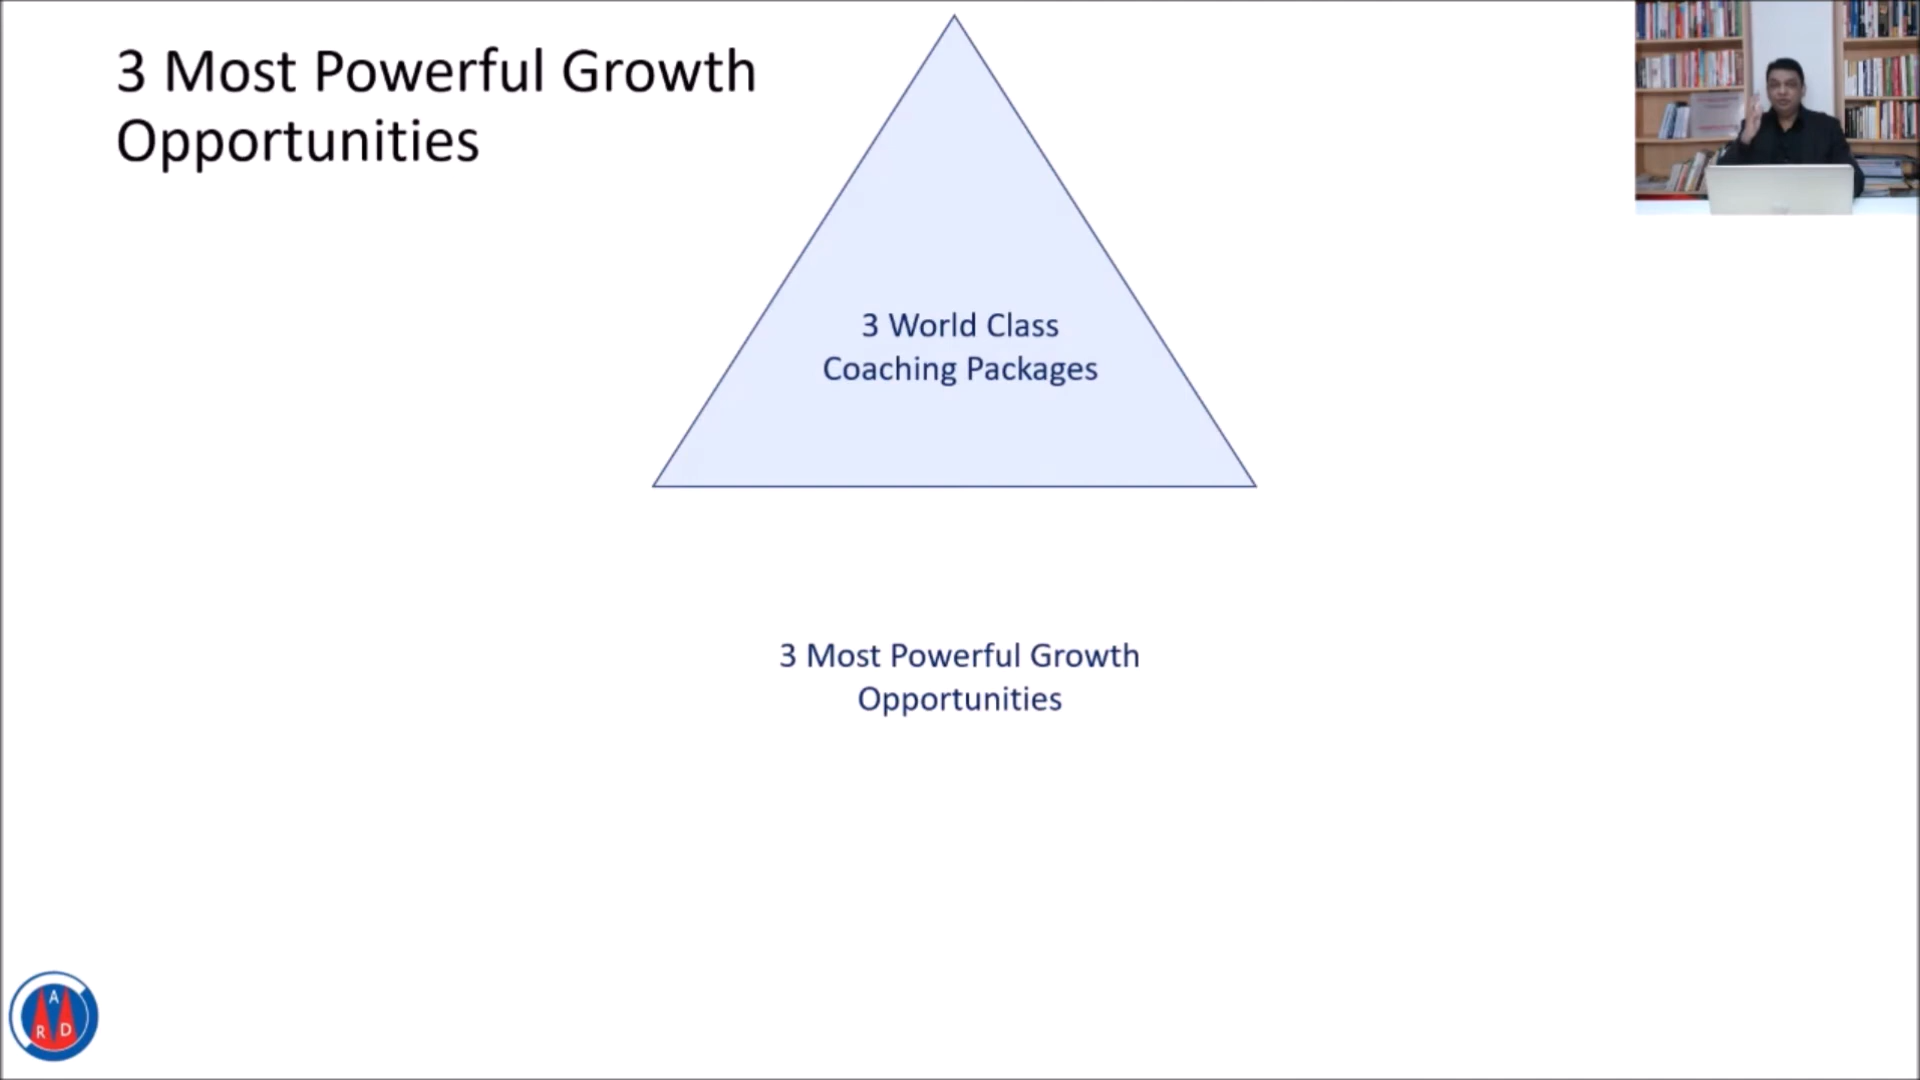 3 Most Powerful Growth
Opportunities
3 World Class
Coaching Packages
3 Most Powerful Growth
Opportunities
A
R D